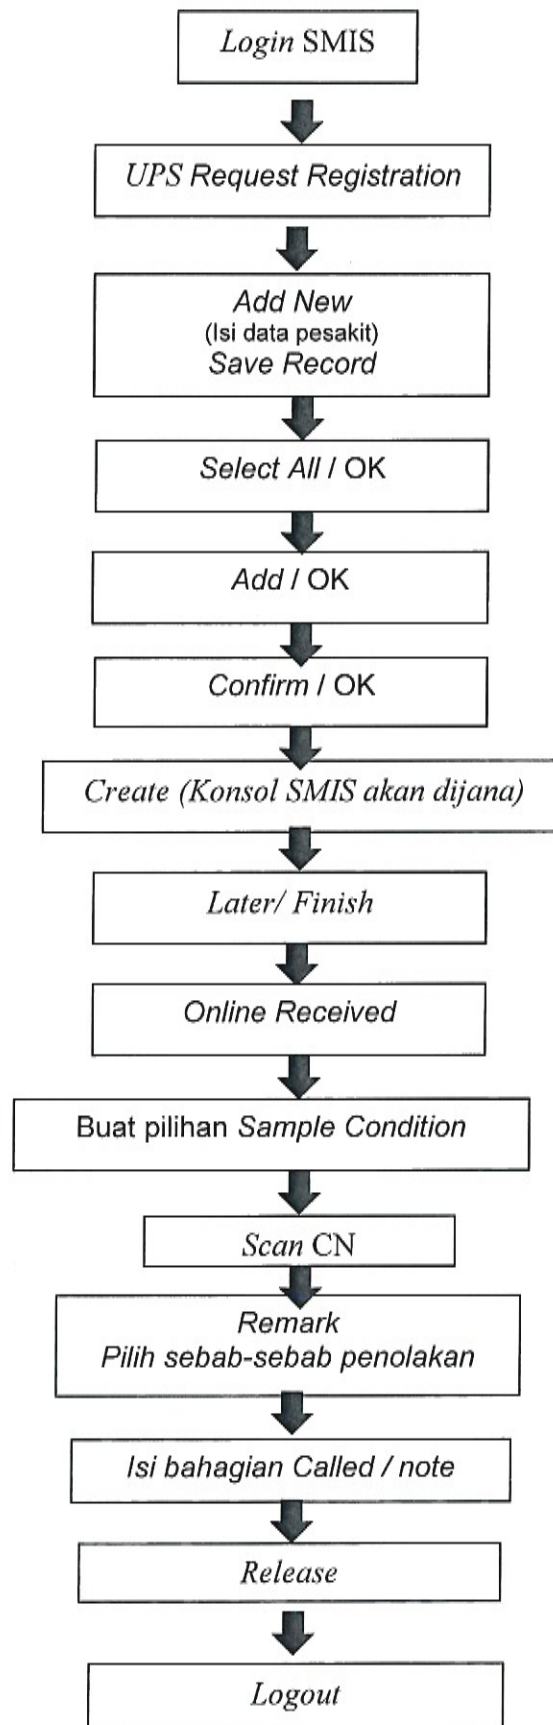 Login SMIS
UPS Request Registration
Add New
(Isi data pesakit)
Save Record
Select All / OK
Add / OK
Confirm / OK
Create (Konsol SMIS akan dijana)
Later/ Finish
Online Received
Buat pilihan Sample Condition
Scan CN
Remark
Pilih sebab-sebab penolakan
Isi bahagian Called / note
Release
Logout